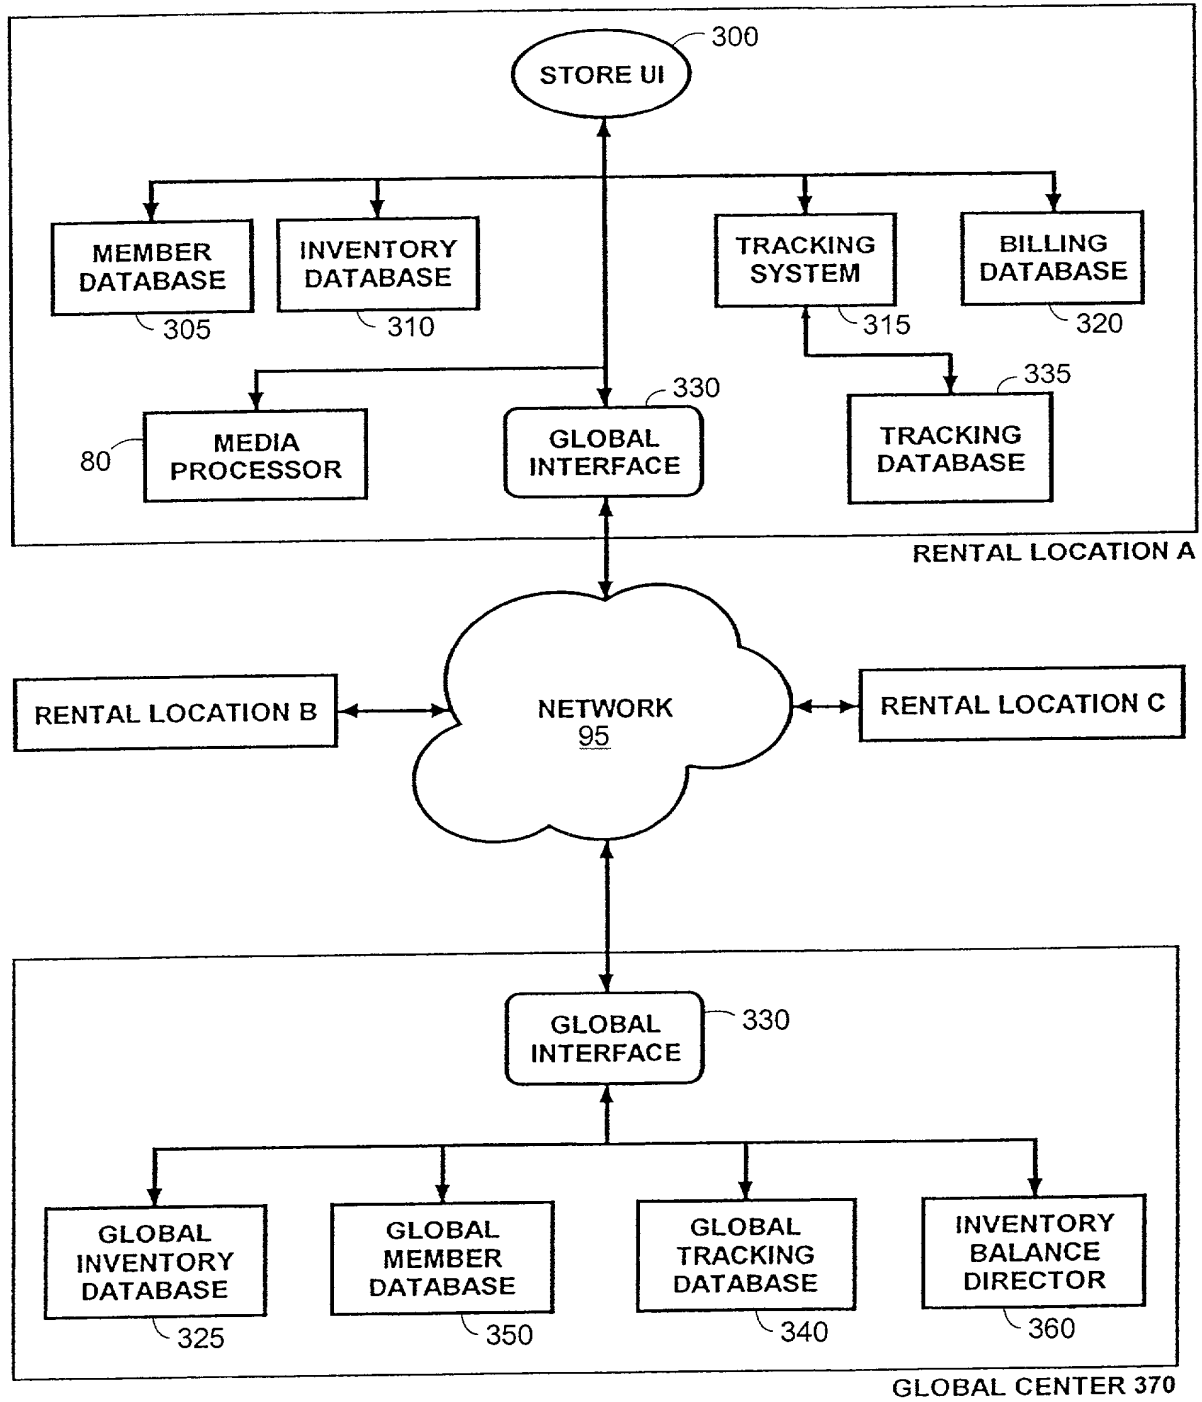 300
STORE UI
MEMBER
DATABASE
305
INVENTORY
DATABASE
310
TRACKING
SYSTEM
315
BILLING
DATABASE
320
80
MEDIA
PROCESSOR
330
GLOBAL
INTERFACE
335
TRACKING
DATABASE
RENTAL LOCATION A
RENTAL LOCATION B
NETWORK
95
RENTAL LOCATION C
GLOBAL
INTERFACE
330
GLOBAL
INVENTORY
DATABASE
325
GLOBAL
MEMBER
DATABASE
350
GLOBAL
TRACKING
DATABASE
340
INVENTORY
BALANCE
DIRECTOR
360
GLOBAL CENTER 370